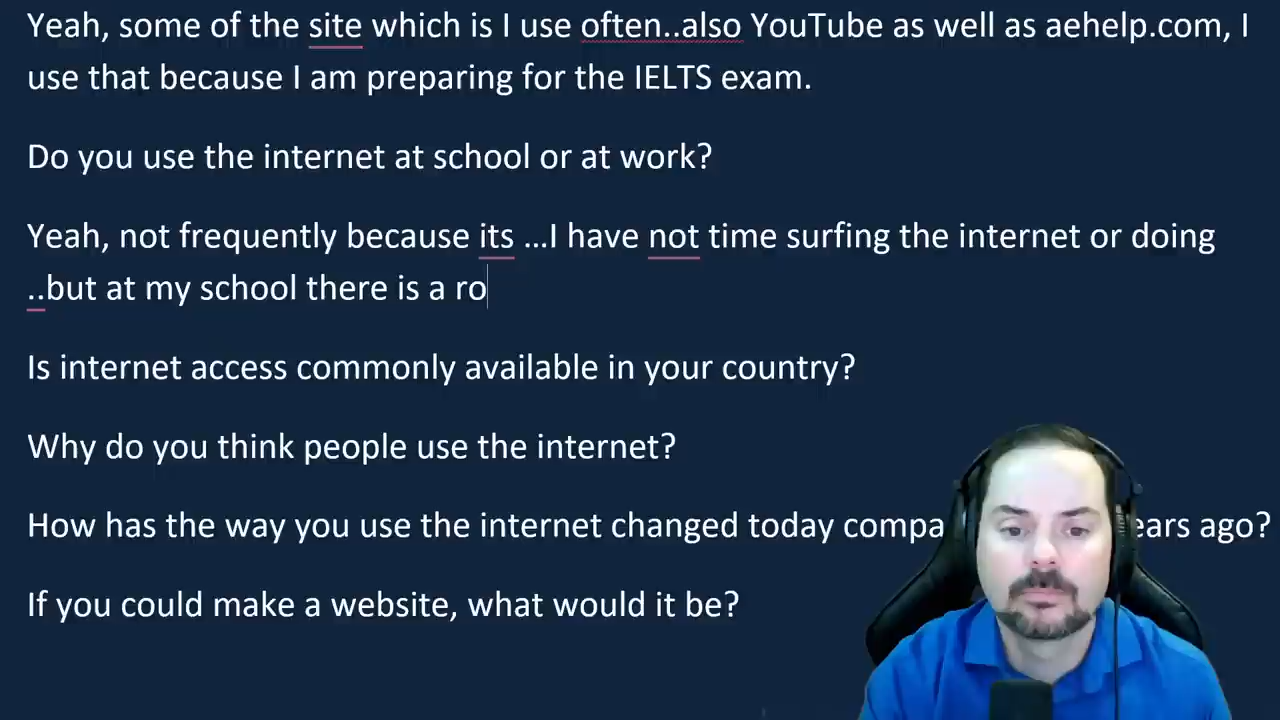 Yeah, some of the site which is I use often..also YouTube as well as aehelp.com, I
use that because I am preparing for the IELTS exam.
Do you use the internet at school or at work?
Yeah, not frequently because its ...I have not time surfing the internet or doing
..but at my school there is a ro
Is internet access commonly available in your country?
Why do you think people use the internet?
How has the way you use the internet changed today ago?
If you could make a website, what would it be?